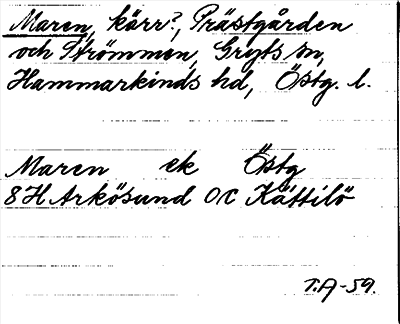 Maren, kärr?, Prästgården
och Strömmen, Gryts sn,
Hammarkinds hd, Östg. l.
Maren ek Östg
8H Arkösund OC Kättilö
T.A-59.